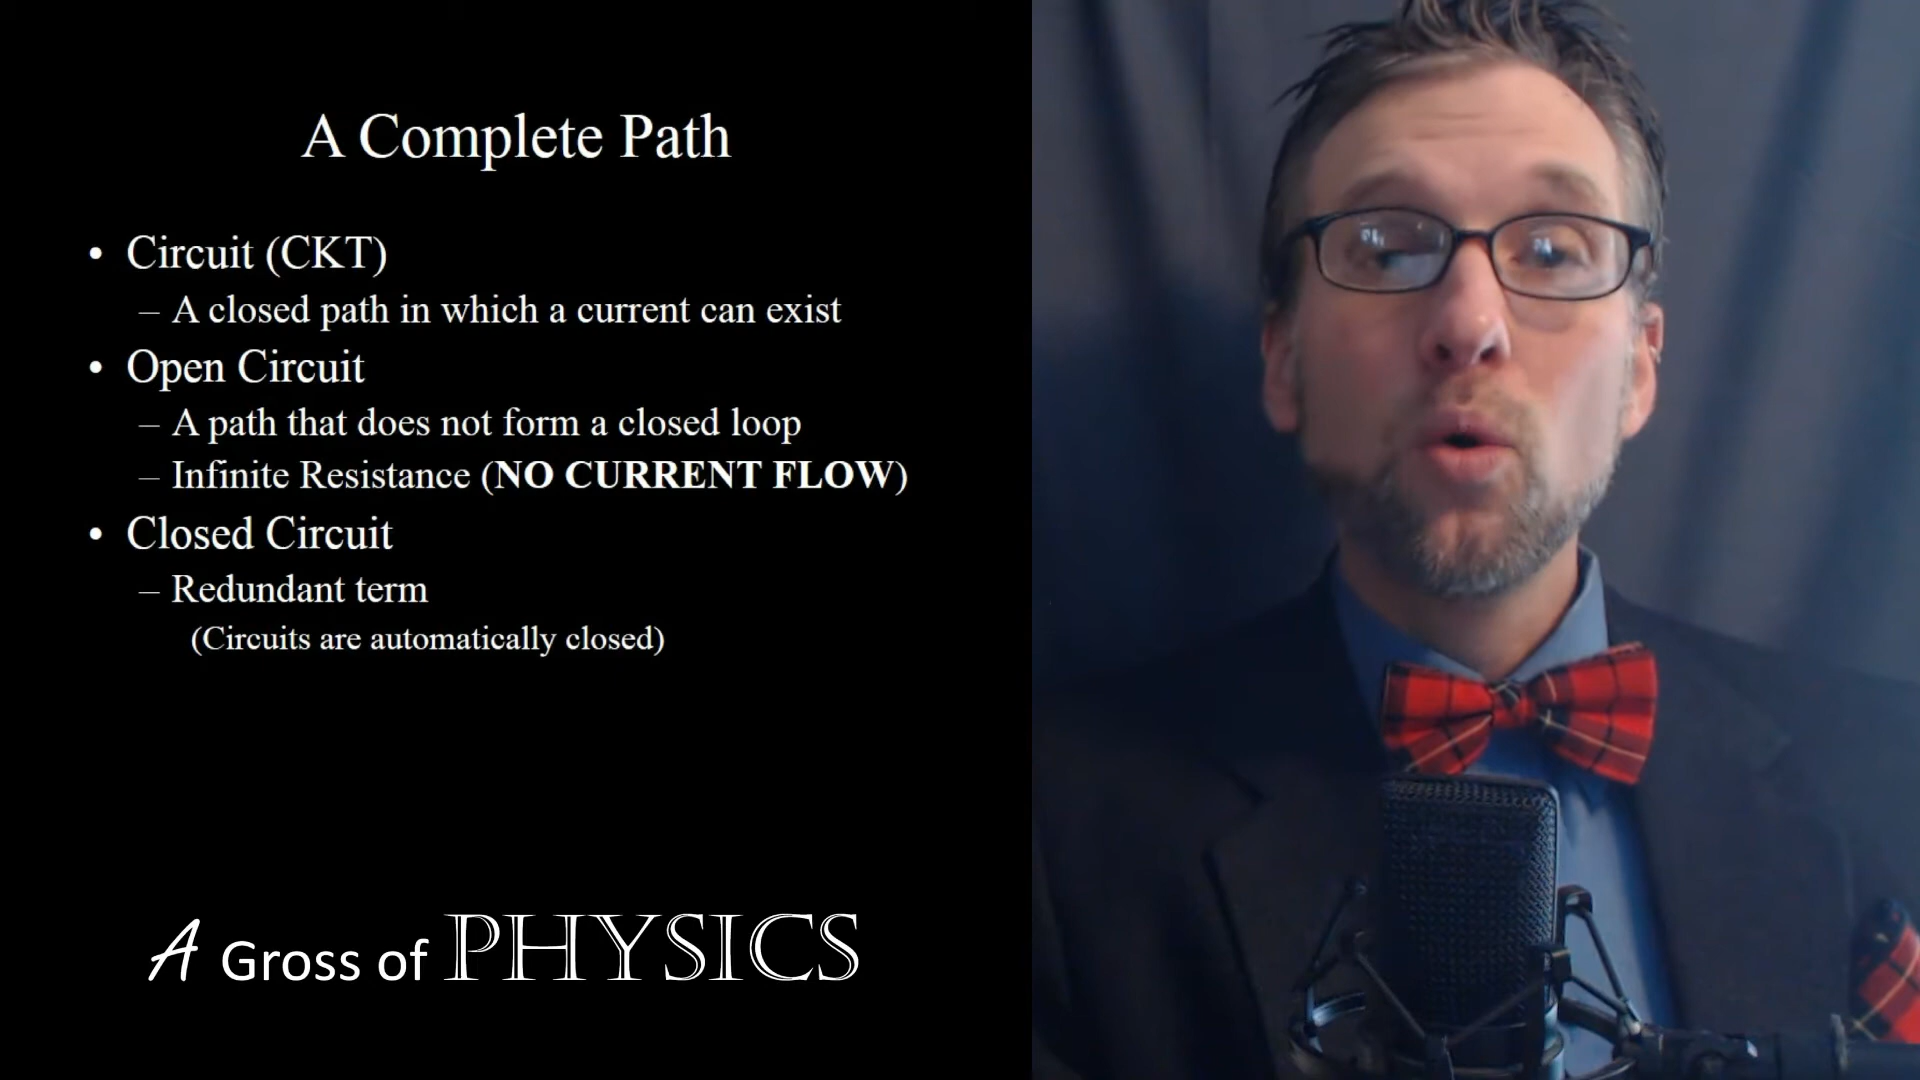 A Complete Path
• Circuit (CKT)
– A closed path in which a current can exist
• Open Circuit
– A path that does not form a closed loop
– Infinite Resistance (NO CURRENT FLOW)
• Closed Circuit
– Redundant term
(Circuits are automatically closed)
A Gross of PHYSICS